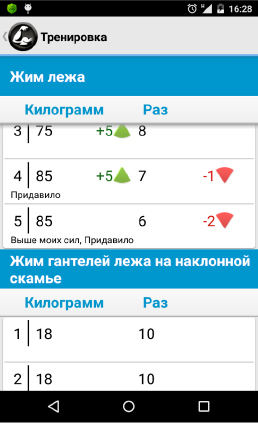 16:28
Тренировка
Жим лежа
Килограмм Раз
3 75 +5 8
4 85 +5 7 -1
Придавило
5 85 6 -2
Выше моих сил, Придавило
Жим гантелей лежа на наклонной
скамье
Килограмм Раз
1 18 10
2 18 10